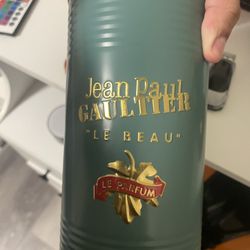 Jean Paul
GAULTIER
"LE BEAU"
LE PARFUM